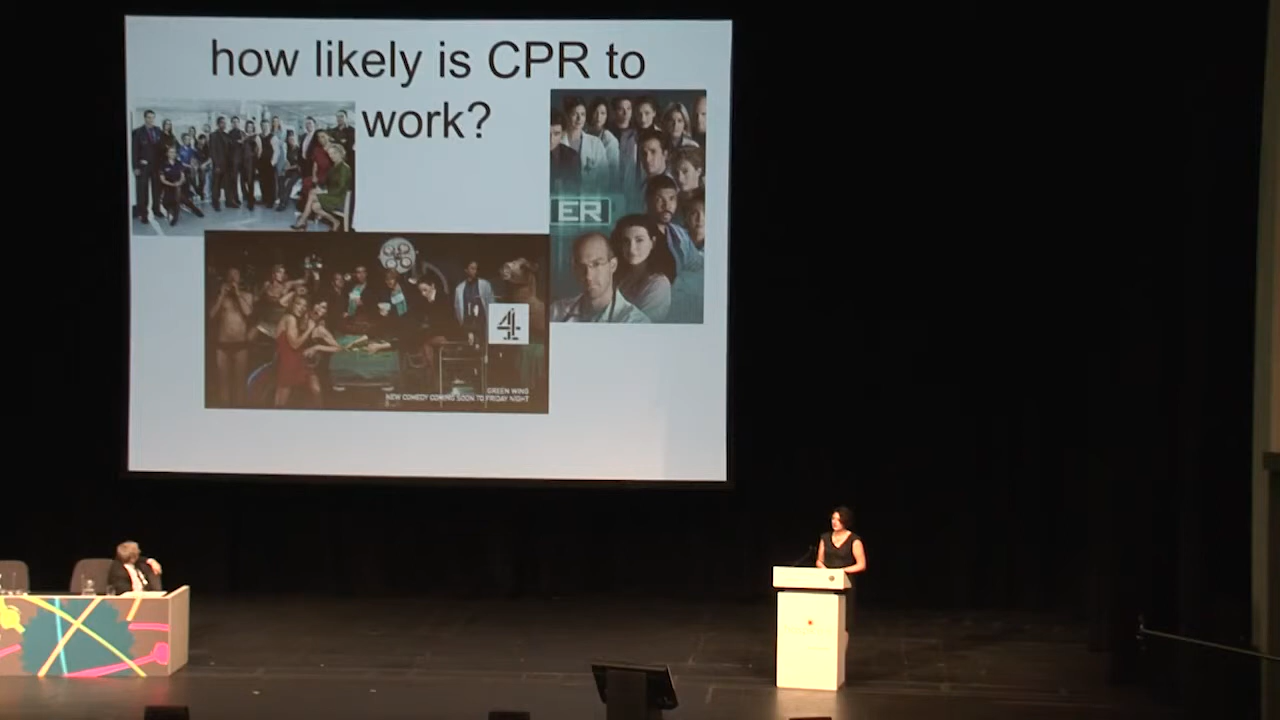 how likely is CPR to
work?
ER
4
GREEN WING
NEW COMEDY COMING SOON TO FRIDAY NIGHT